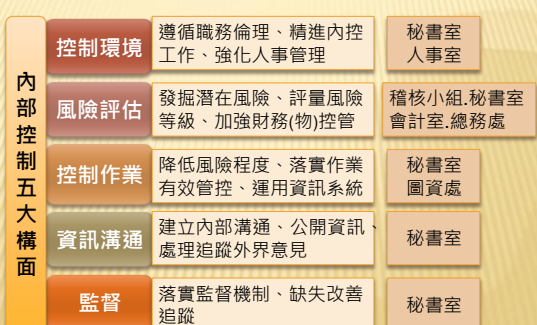 內部控制五大構面
控制環境
遵循職務倫理、精進內控
工作、強化人事管理
秘書室
人事室
風險評估
發掘潛在風險、評量風險
等級、加強財務(物)控管
稽核小組.秘書室
會計室.總務處
控制作業
降低風險程度、落實作業
有效管控、運用資訊系統
秘書室
圖資處
資訊溝通
建立內部溝通、公開資訊、
處理追蹤外界意見
秘書室
監督
落實監督機制、缺失改善
追蹤
秘書室